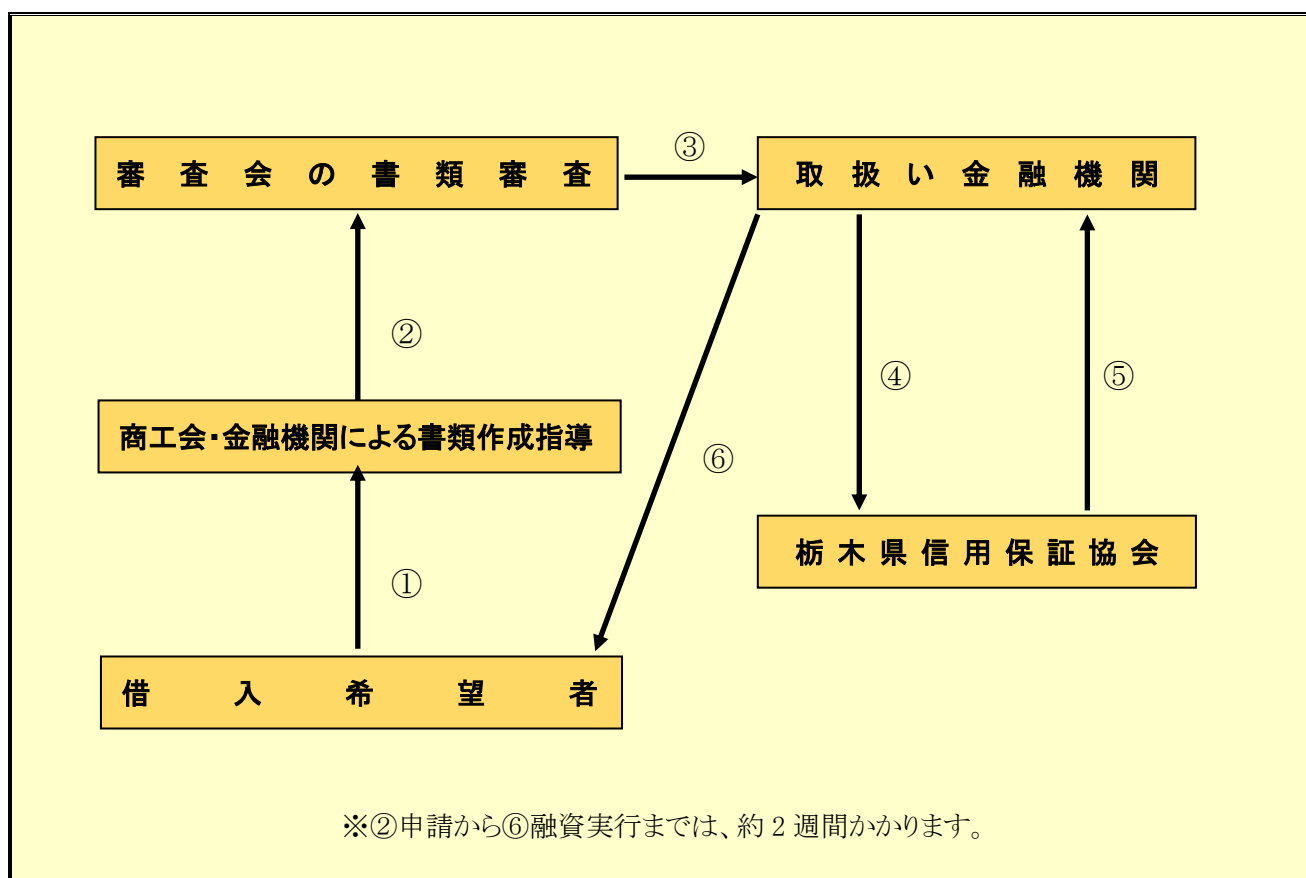 ③
審査会の書類審査
取扱い金融機関
②
④
⑤
商工会・金融機関による書類作成指導
⑥
栃木県信用保証協会
①
借入希望者
※②申請から⑥融資実行までは、約2週間かかります。